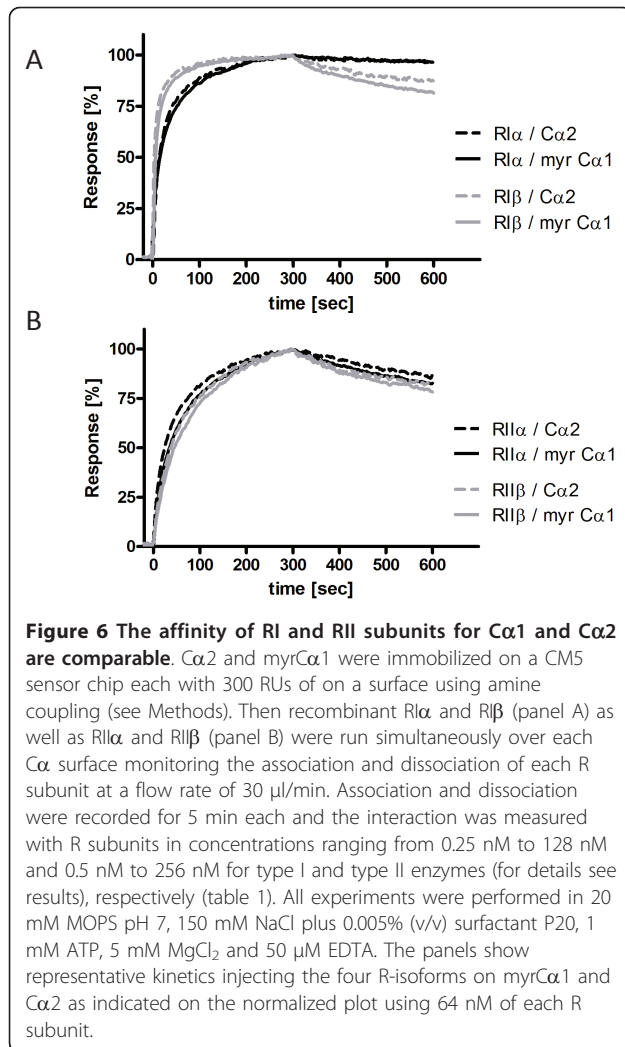 A
100
75
50
25
0
Response [%]
0 100 200 300 400 500 600
time [sec]
RIα / Cα2
RIα / myr Cα1
RIβ / Cα2
RIβ / myr Cα1
B
100
75
50
25
0
Response [%]
0 100 200 300 400 500 600
time [sec]
RIIα / Cα2
RIIα / myr Cα1
RIIβ / Cα2
RIIβ / myr Cα1
Figure 6 The affinity of RI and RII subunits for Cα1 and Cα2
are comparable. Cα2 and myrCα1 were immobilized on a CM5
sensor chip each with 300 RUs of on a surface using amine
coupling (see Methods). Then recombinant RIα and RIβ (panel A) as
well as RIIα and RIIβ (panel B) were run simultaneously over each
Cα surface monitoring the association and dissociation of each R
subunit at a flow rate of 30 μl/min. Association and dissociation
were recorded for 5 min each and the interaction was measured
with R subunits in concentrations ranging from 0.25 nM to 128 nM
and 0.5 nM to 256 nM for type I and type II enzymes (for details see
results), respectively (table 1). All experiments were performed in 20
mM MOPS pH 7, 150 mM NaCl plus 0.005% (v/v) surfactant P20, 1
mM ATP, 5 mM MgCl₂ and 50 μM EDTA. The panels show
representative kinetics injecting the four R-isoforms on myrCα1 and
Cα2 as indicated on the normalized plot using 64 nM of each R
subunit.